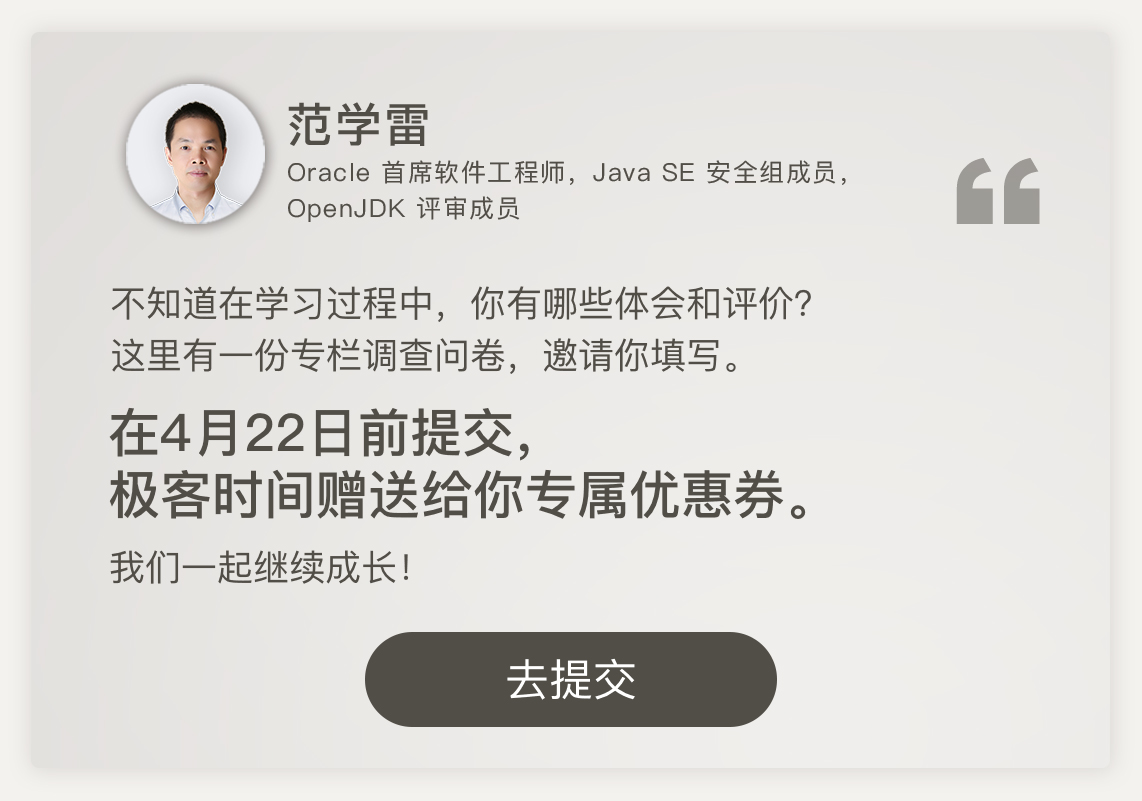 范学雷
Oracle 首席软件工程师，Java SE 安全组成员，
OpenJDK 评审成员
不知道在学习过程中，你有哪些体会和评价？
这里有一份专栏调查问卷，邀请你填写。
在4月22日前提交，
极客时间赠送给你专属优惠券。
我们一起继续成长！
去提交